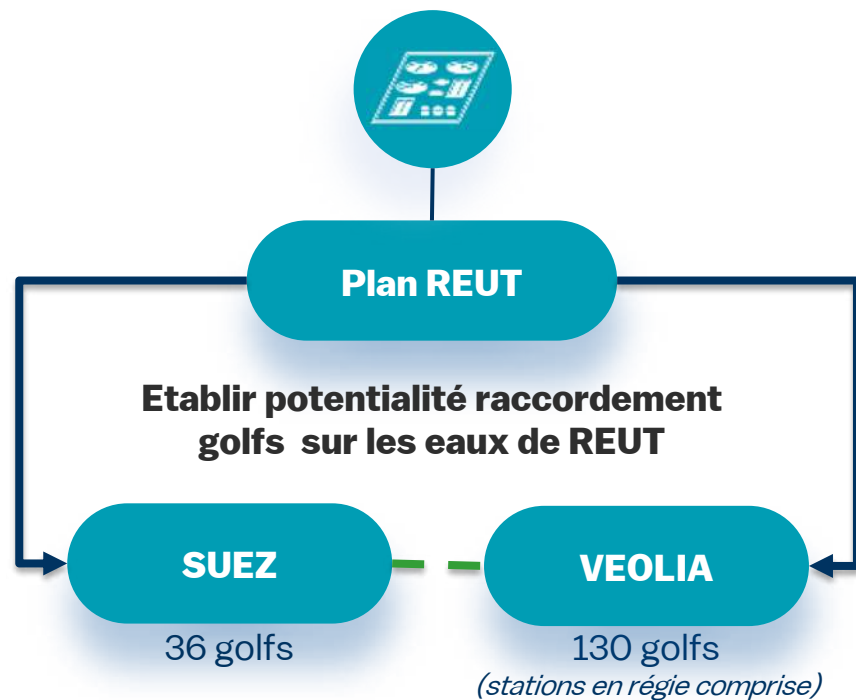 Plan REUT
Etablir potentialité raccordement
golfs sur les eaux de REUT
SUEZ
VEOLIA
36 golfs
130 golfs
(stations en régie comprise)